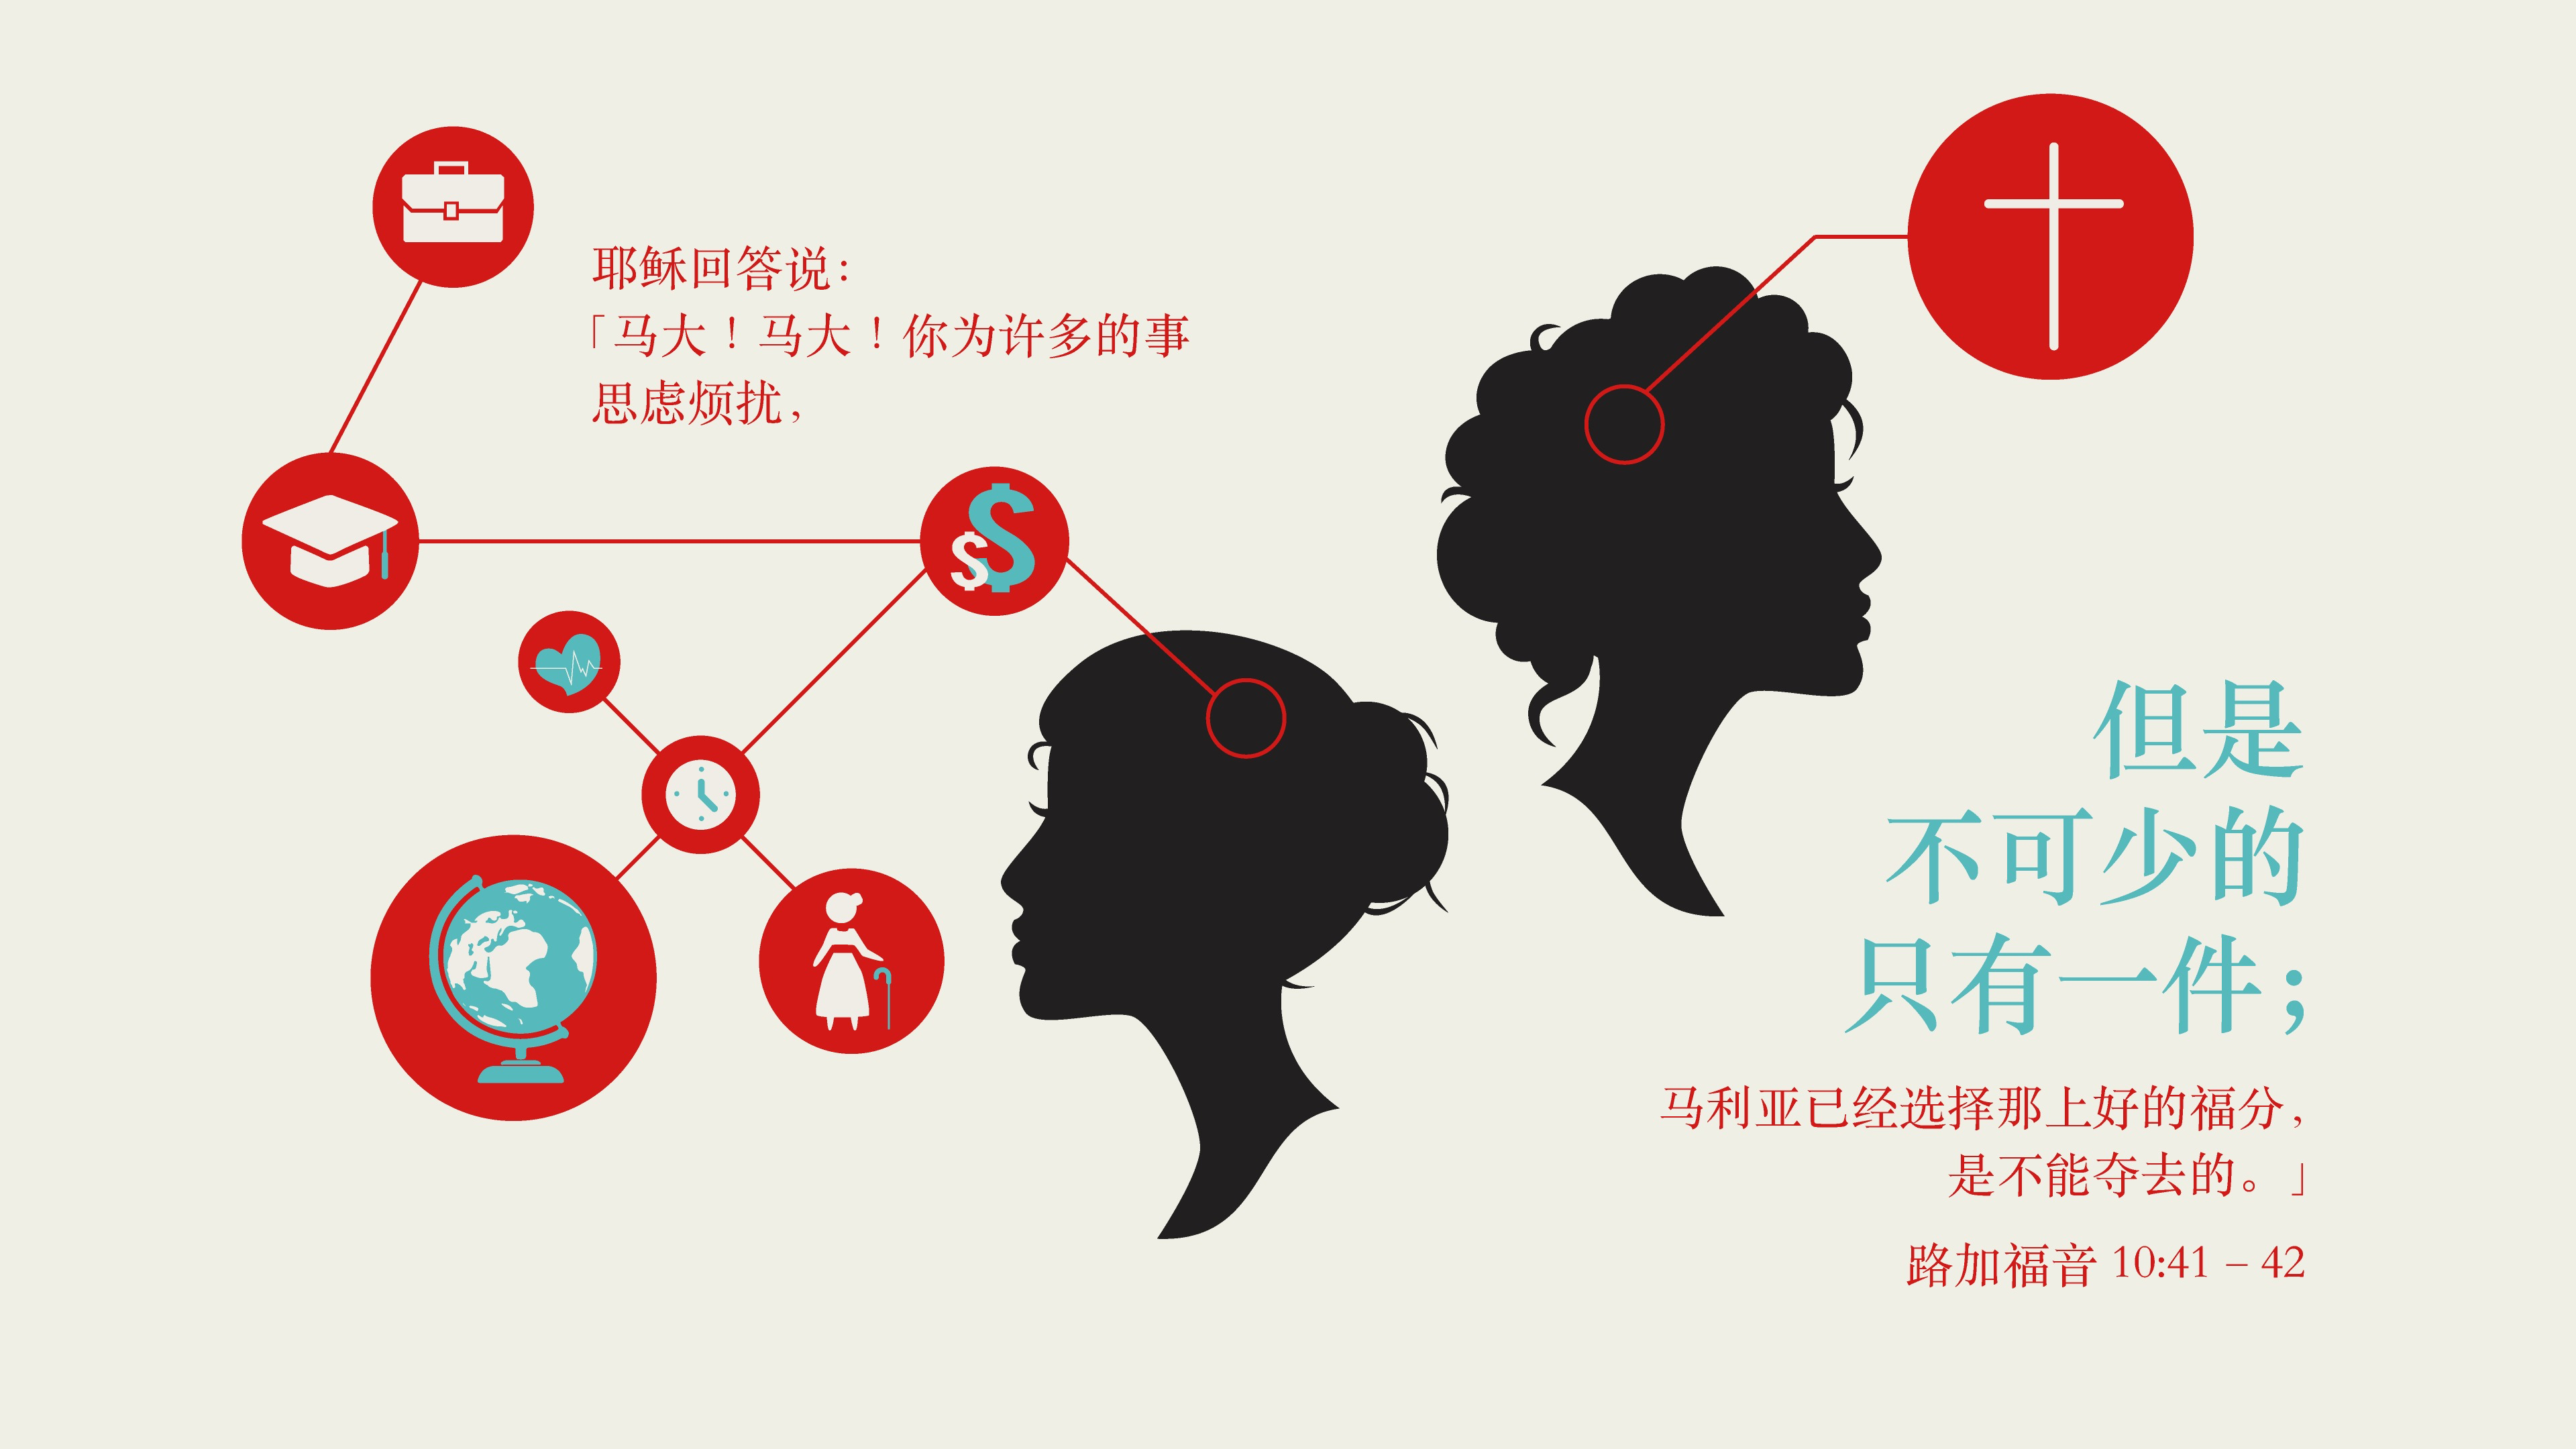 耶稣回答说：
「马大！马大！你为许多的事
思虑烦扰，
但是
不可少的
只有一件；
马利亚已经选择那上好的福分，
是不能夺去的。」
路加福音 10:41 – 42